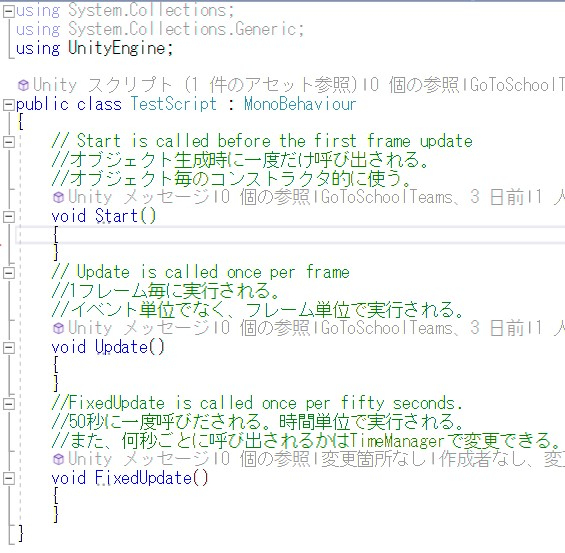 using System.Collections;
using System.Collections.Generic;
using UnityEngine;
Unity スクリプト (1 件のアセット参照)|0 個の参照|GoToSchoolT
public class TestScript : MonoBehaviour
{
// Start is called before the first frame update
//オブジェクト生成時に一度だけ呼び出される。
//オブジェクト毎のコンストラクタ的に使う。
Unity メッセージ|0 個の参照|GoToSchoolTeams、3 日前|1 人
void Start()
{
}
// Update is called once per frame
//1フレーム毎に実行される。
//イベント単位でなく、フレーム単位で実行される。
Unity メッセージ|0 個の参照|GoToSchoolTeams、3 日前|1 人
void Update()
{
}
//FixedUpdate is called once per fifty seconds.
//50秒に一度呼びだされる。時間単位で実行される。
//また、何秒ごとに呼び出されるかはTimeManagerで変更できる。
Unity メッセージ|0 個の参照|変更箇所なし|作成者なし、変
void FixedUpdate()
{
}
}